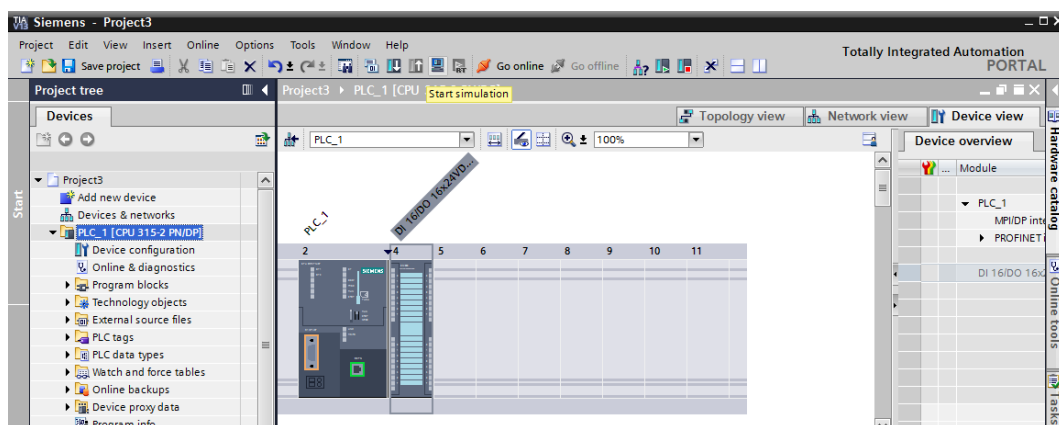 Siemens - Project3
Project Edit View Insert Online Options Tools Window Help
Totally Integrated Automation
PORTAL
Save project Go online Go offline
Project tree
Project3 PLC_1 [CPU
Start simulation
Devices
Topology view Network view Device view
PLC_1 100%
Device overview
... Module
Project3
Add new device
Devices & networks
PLC_1 [CPU 315-2 PN/DP]
Device configuration
Online & diagnostics
Program blocks
Technology objects
External source files
PLC tags
PLC data types
Watch and force tables
Online backups
Device proxy data
Program info
PLC_1
DI 16/DO 16x24VD...
2 4 5 6 7 8 9 10 11
SIEMENS
PLC_1
MPI/DP inte
PROFINET i
DI 16/DO 16x2
Start
Hardware catalog
Online tools
Tasks